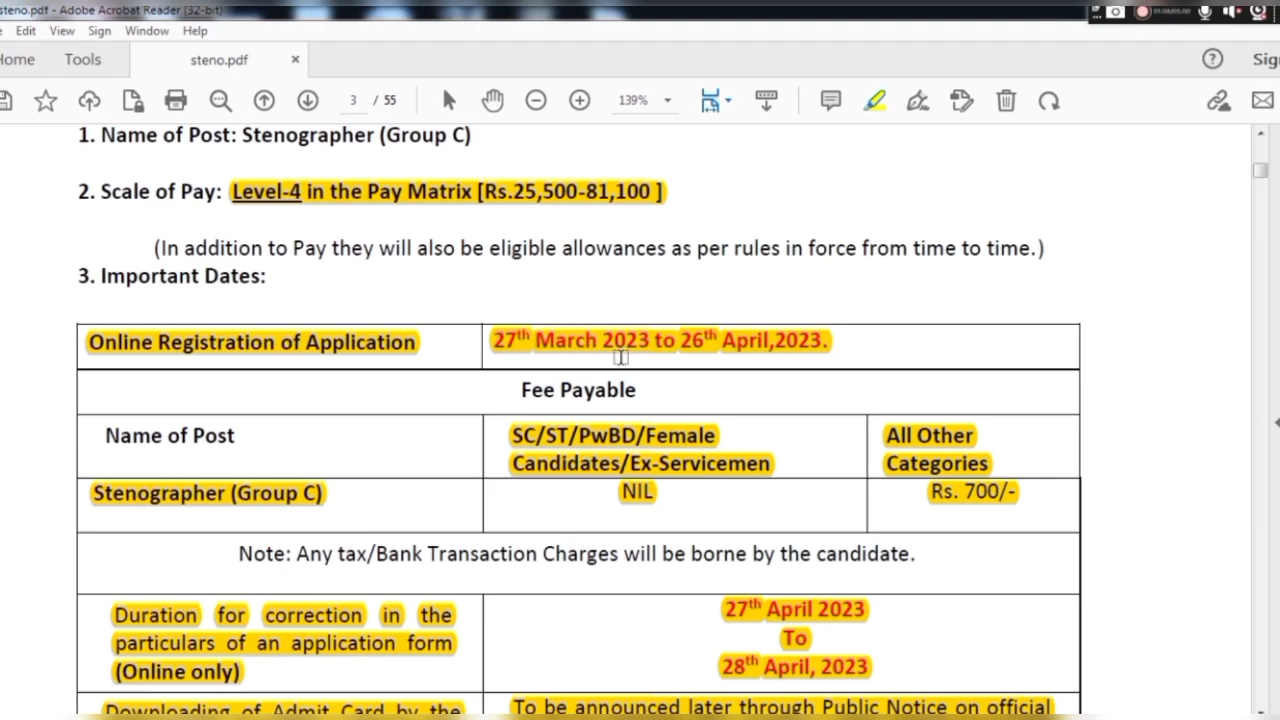 steno.pdf - Adobe Acrobat Reader (32-bit)
Edit View Sign Window Help
Home Tools steno.pdf × ? Sig
3 / 55 139%
1. Name of Post: Stenographer (Group C)
2. Scale of Pay: Level-4 in the Pay Matrix [Rs.25,500-81,100 ]
(In addition to Pay they will also be eligible allowances as per rules in force from time to time.)
3. Important Dates:
Online Registration of Application 27th March 2023 to 26th April,2023.
Fee Payable
Name of Post SC/ST/PwBD/Female All Other
Candidates/Ex-Servicemen Categories
Stenographer (Group C) NIL Rs. 700/-
Note: Any tax/Bank Transaction Charges will be borne by the candidate.
Duration for correction in the
particulars of an application form
(Online only)
27th April 2023
To
28th April, 2023
Downloading of Admit Card by the To be announced later through Public Notice on official